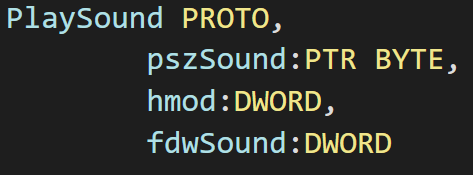 PlaySound PROTO,
pszSound:PTR BYTE,
hmod:DWORD,
fdwSound:DWORD